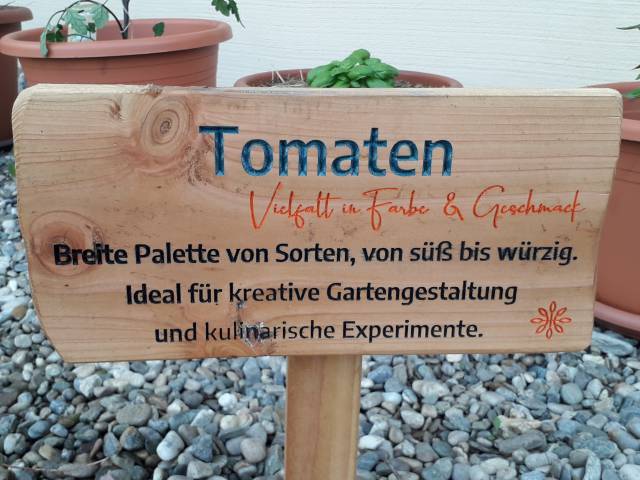 Tomaten
Vielfalt in Farbe & Geschmack
Breite Palette von Sorten, von süß bis würzig.
Ideal für kreative Gartengestaltung
und kulinarische Experimente.